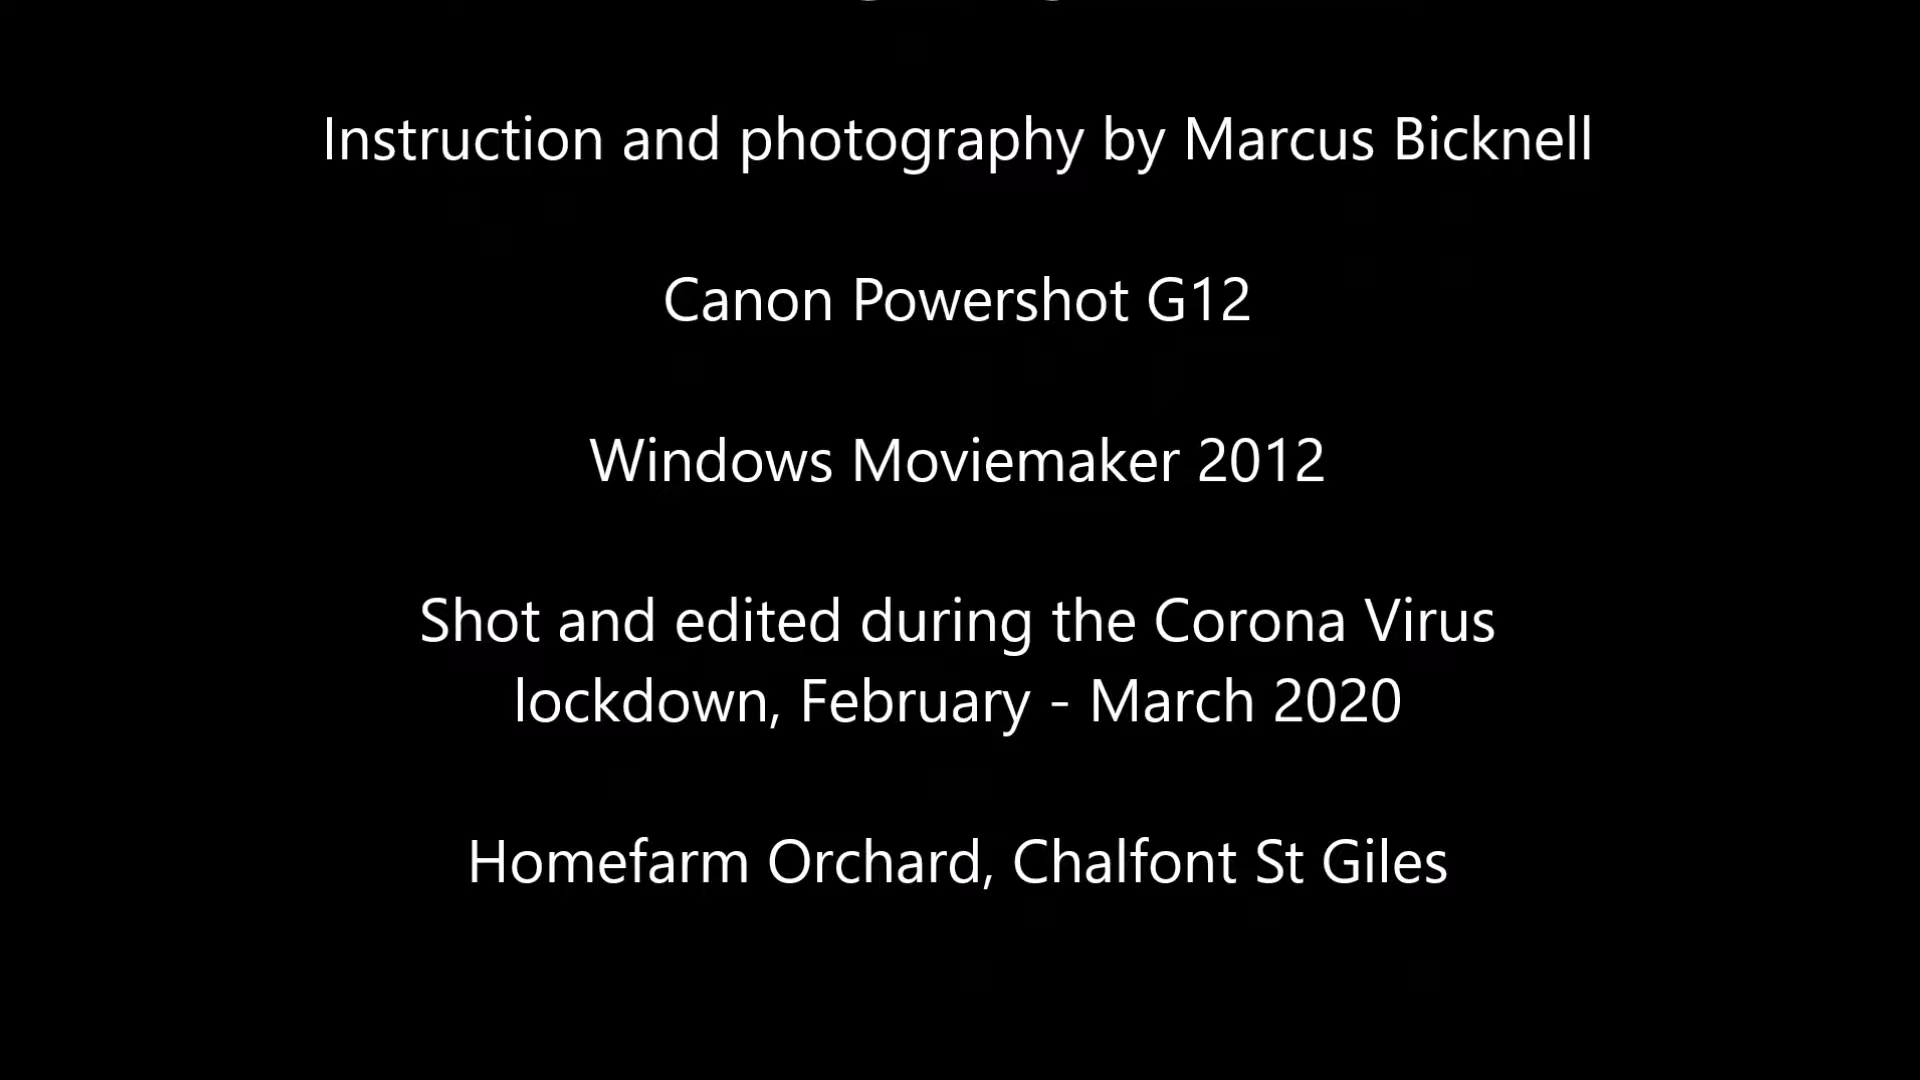 Instruction and photography by Marcus Bicknell
Canon Powershot G12
Windows Moviemaker 2012
Shot and edited during the Corona Virus
lockdown, February - March 2020
Homefarm Orchard, Chalfont St Giles